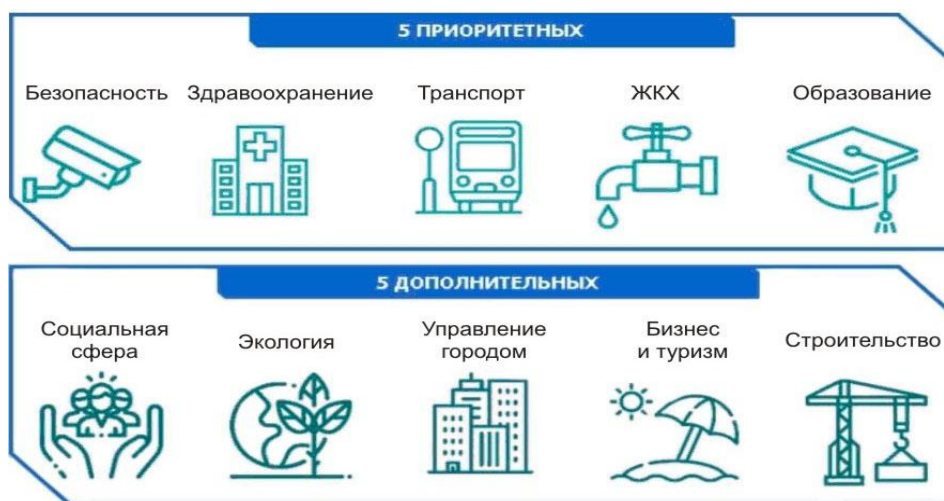 5 ПРИОРИТЕТНЫХ
Безопасность Здравоохранение Транспорт ЖКХ Образование
5 ДОПОЛНИТЕЛЬНЫХ
Социальная
сфера
Экология
Управление
городом
Бизнес
и туризм
Строительство